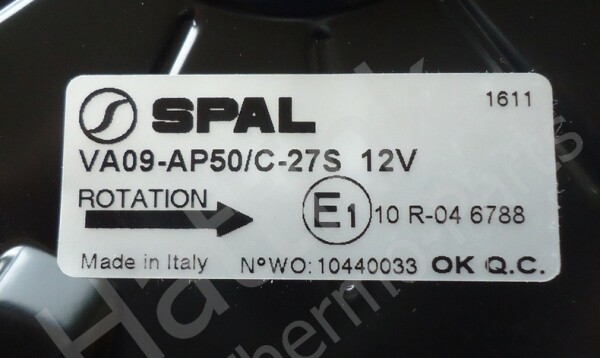 SPAL
1611
VA09-AP50/C-27S 12V
ROTATION
E1 10 R-04 6788
Made in Italy N°WO:10440033 OK Q.C.